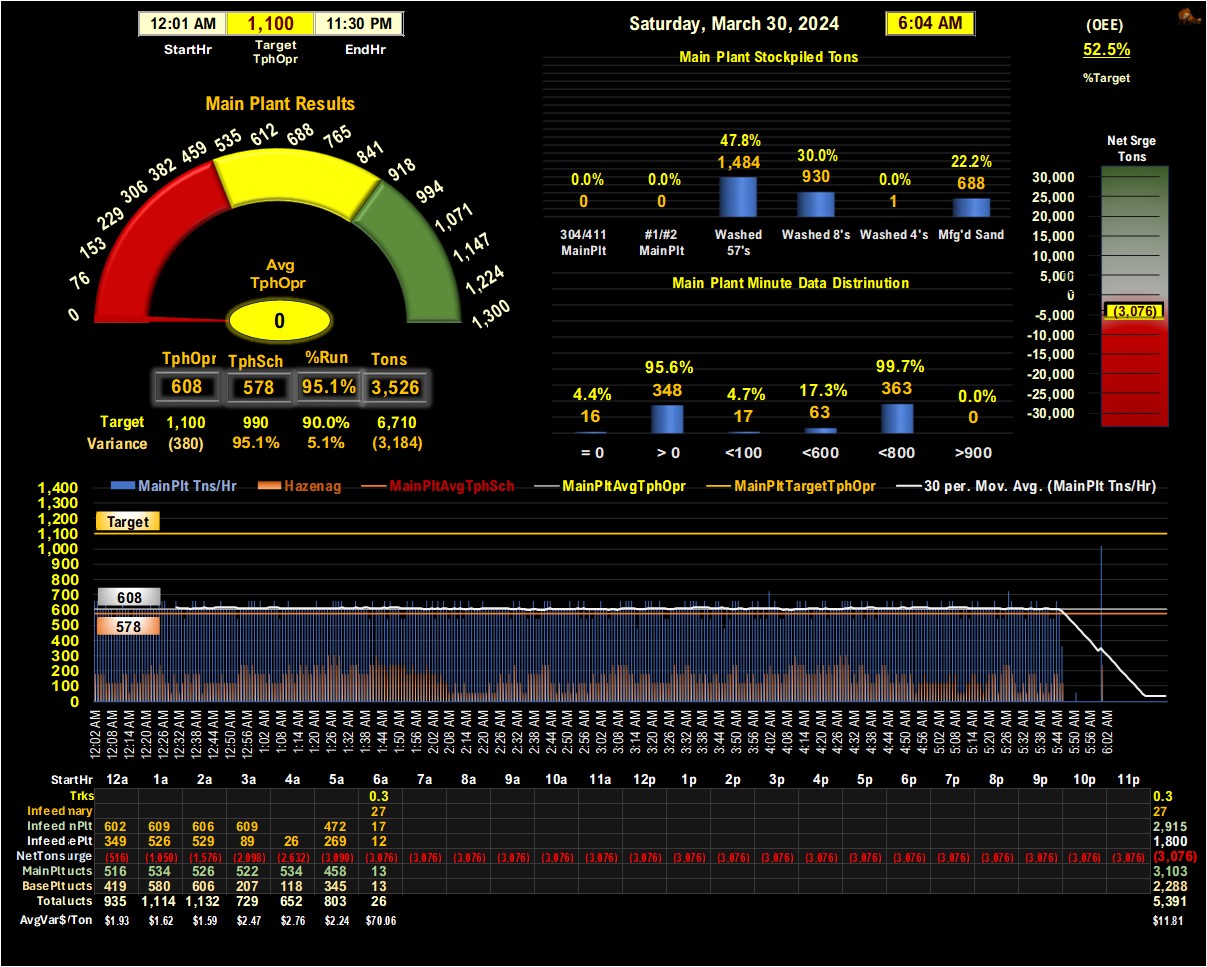 12:01 AM 1,100 11:30 PM
StartHr Target TphOpr EndHr
Saturday, March 30, 2024 6:04 AM
(OEE)
52.5%
%Target
Main Plant Results
0 76 153 229 306 382 459 535 612 688 765 841 918 994 1,071 1,147 1,224 1,300
Avg
TphOpr
0
TphOpr TphSch %Run Tons
608 578 95.1% 3,526
Target 1,100 990 90.0% 6,710
Variance (380) 95.1% 5.1% (3,184)
Main Plant Stockpiled Tons
0.0% 0.0% 47.8% 30.0% 0.0% 22.2%
0 0 1,484 930 1 688
304/411 MainPlt #1/#2 MainPlt Washed 57's Washed 8's Washed 4's Mfg'd Sand
Main Plant Minute Data Distrinution
4.4% 95.6% 4.7% 17.3% 99.7% 0.0%
16 348 17 63 363 0
= 0 > 0 <100 <600 <800 >900
Net Srge
Tons
30,000
25,000
20,000
15,000
10,000
5,000
0
-5,000
(3,076)
-10,000
-15,000
-20,000
-25,000
-30,000
MainPlt Tns/Hr Hazenag MainPltAvgTphSch MainPltAvgTphOpr MainPltTargetTphOpr 30 per. Mov. Avg. (MainPlt Tns/Hr)
1,400
1,300
1,200
1,100
1,000
900
800
700
600
500
400
300
200
100
0
Target
608
578
12:02 AM 12:08 AM 12:14 AM 12:20 AM 12:26 AM 12:32 AM 12:38 AM 12:44 AM 12:50 AM 12:56 AM 1:02 AM 1:08 AM 1:14 AM 1:20 AM 1:26 AM 1:32 AM 1:38 AM 1:44 AM 1:50 AM 1:56 AM 2:02 AM 2:08 AM 2:14 AM 2:20 AM 2:26 AM 2:32 AM 2:38 AM 2:44 AM 2:50 AM 2:56 AM 3:02 AM 3:08 AM 3:14 AM 3:20 AM 3:26 AM 3:32 AM 3:38 AM 3:44 AM 3:50 AM 3:56 AM 4:02 AM 4:08 AM 4:14 AM 4:20 AM 4:26 AM 4:32 AM 4:38 AM 4:44 AM 4:50 AM 4:56 AM 5:02 AM 5:08 AM 5:14 AM 5:20 AM 5:26 AM 5:32 AM 5:38 AM 5:44 AM 5:50 AM 5:56 AM 6:02 AM
StartHr 12a 1a 2a 3a 4a 5a 6a 7a 8a 9a 10a 11a 12p 1p 2p 3p 4p 5p 6p 7p 8p 9p 10p 11p
Trks 0.3 0.3
Infeed nary 27 27
Infeed nPlt 602 609 606 609 472 17 2,915
Infeed ePlt 349 526 529 89 26 269 12 1,800
NetTons urge (516) (1,050) (1,576) (2,098) (2,632) (3,090) (3,076) (3,076) (3,076) (3,076) (3,076) (3,076) (3,076) (3,076) (3,076) (3,076) (3,076) (3,076) (3,076) (3,076) (3,076) (3,076) (3,076) (3,076) (3,076)
MainPlt ucts 516 534 526 522 534 458 13 3,103
BasePlt ucts 419 580 606 207 118 345 13 2,288
Total ucts 935 1,114 1,132 729 652 803 26 5,391
AvgVar$/Ton $1.93 $1.62 $1.59 $2.47 $2.76 $2.24 $70.06 $11.81